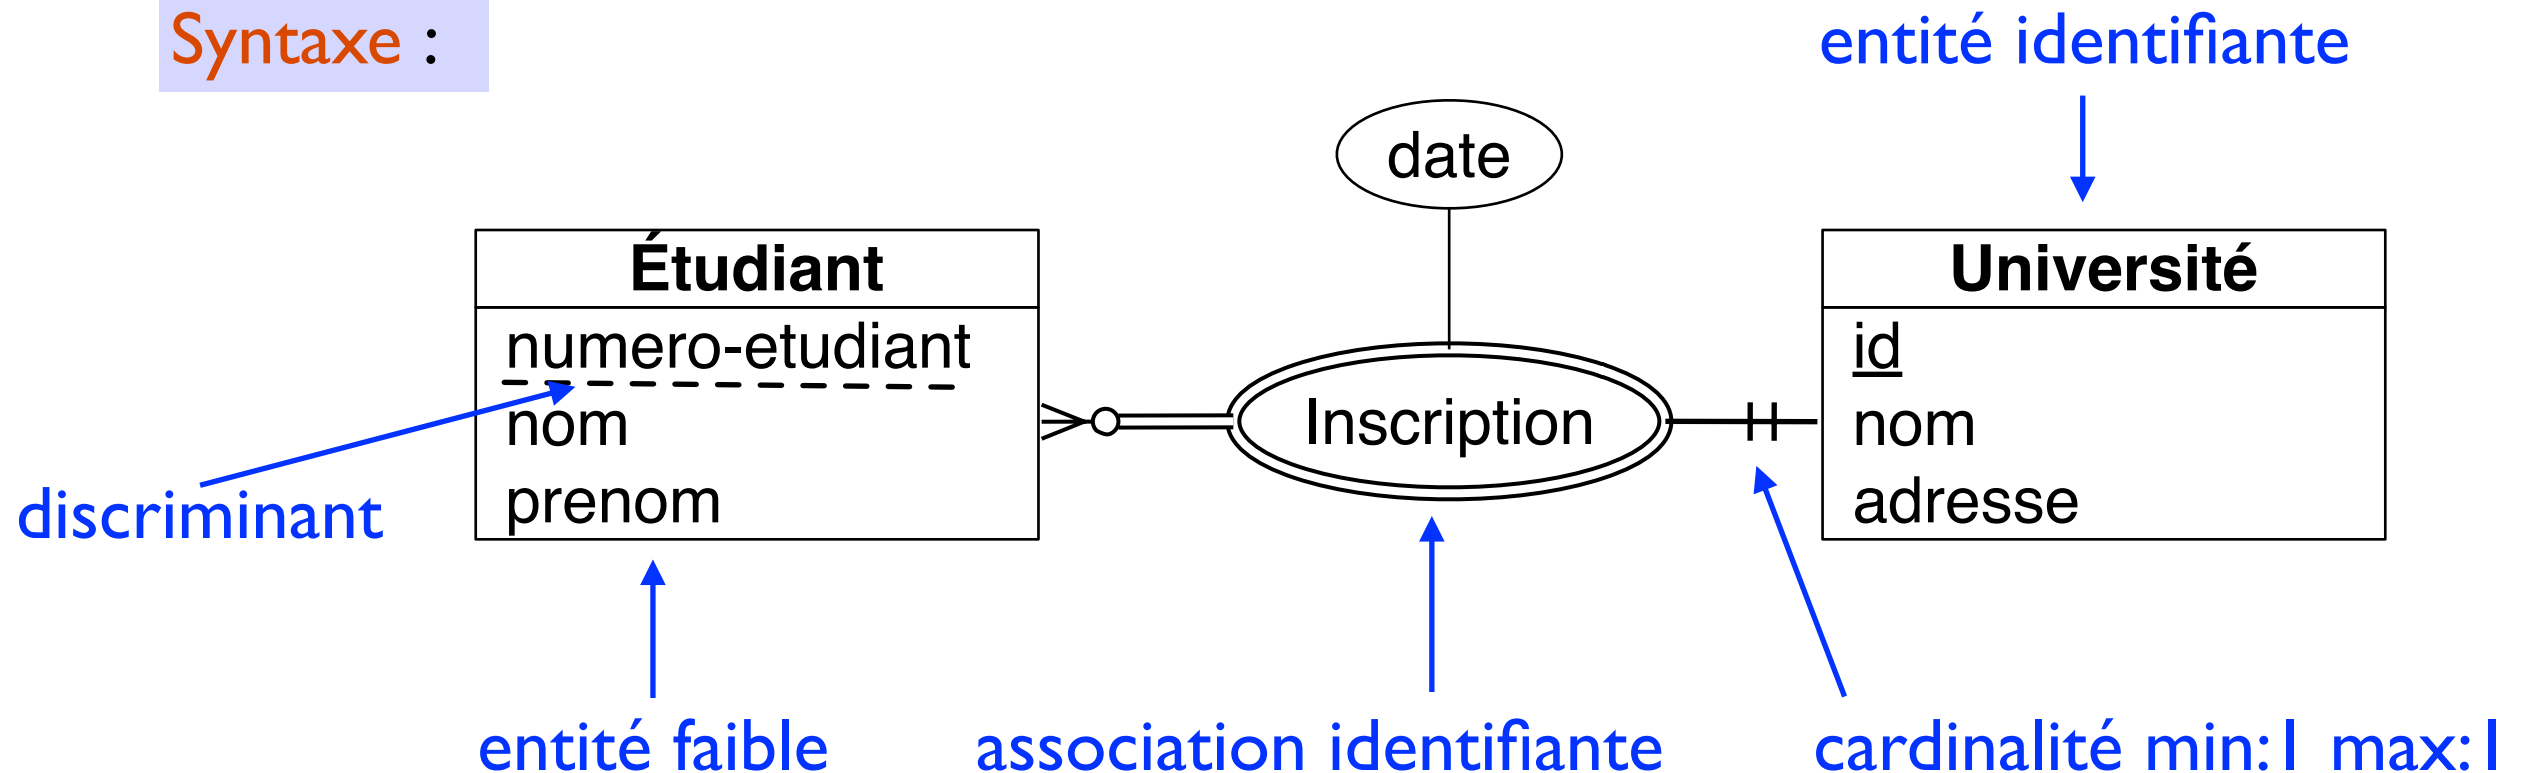 Syntaxe :
entité identifiante
date
Étudiant
numero-etudiant
nom
prenom
Inscription
Université
id
nom
adresse
discriminant
entité faible
association identifiante
cardinalité min:1 max:1